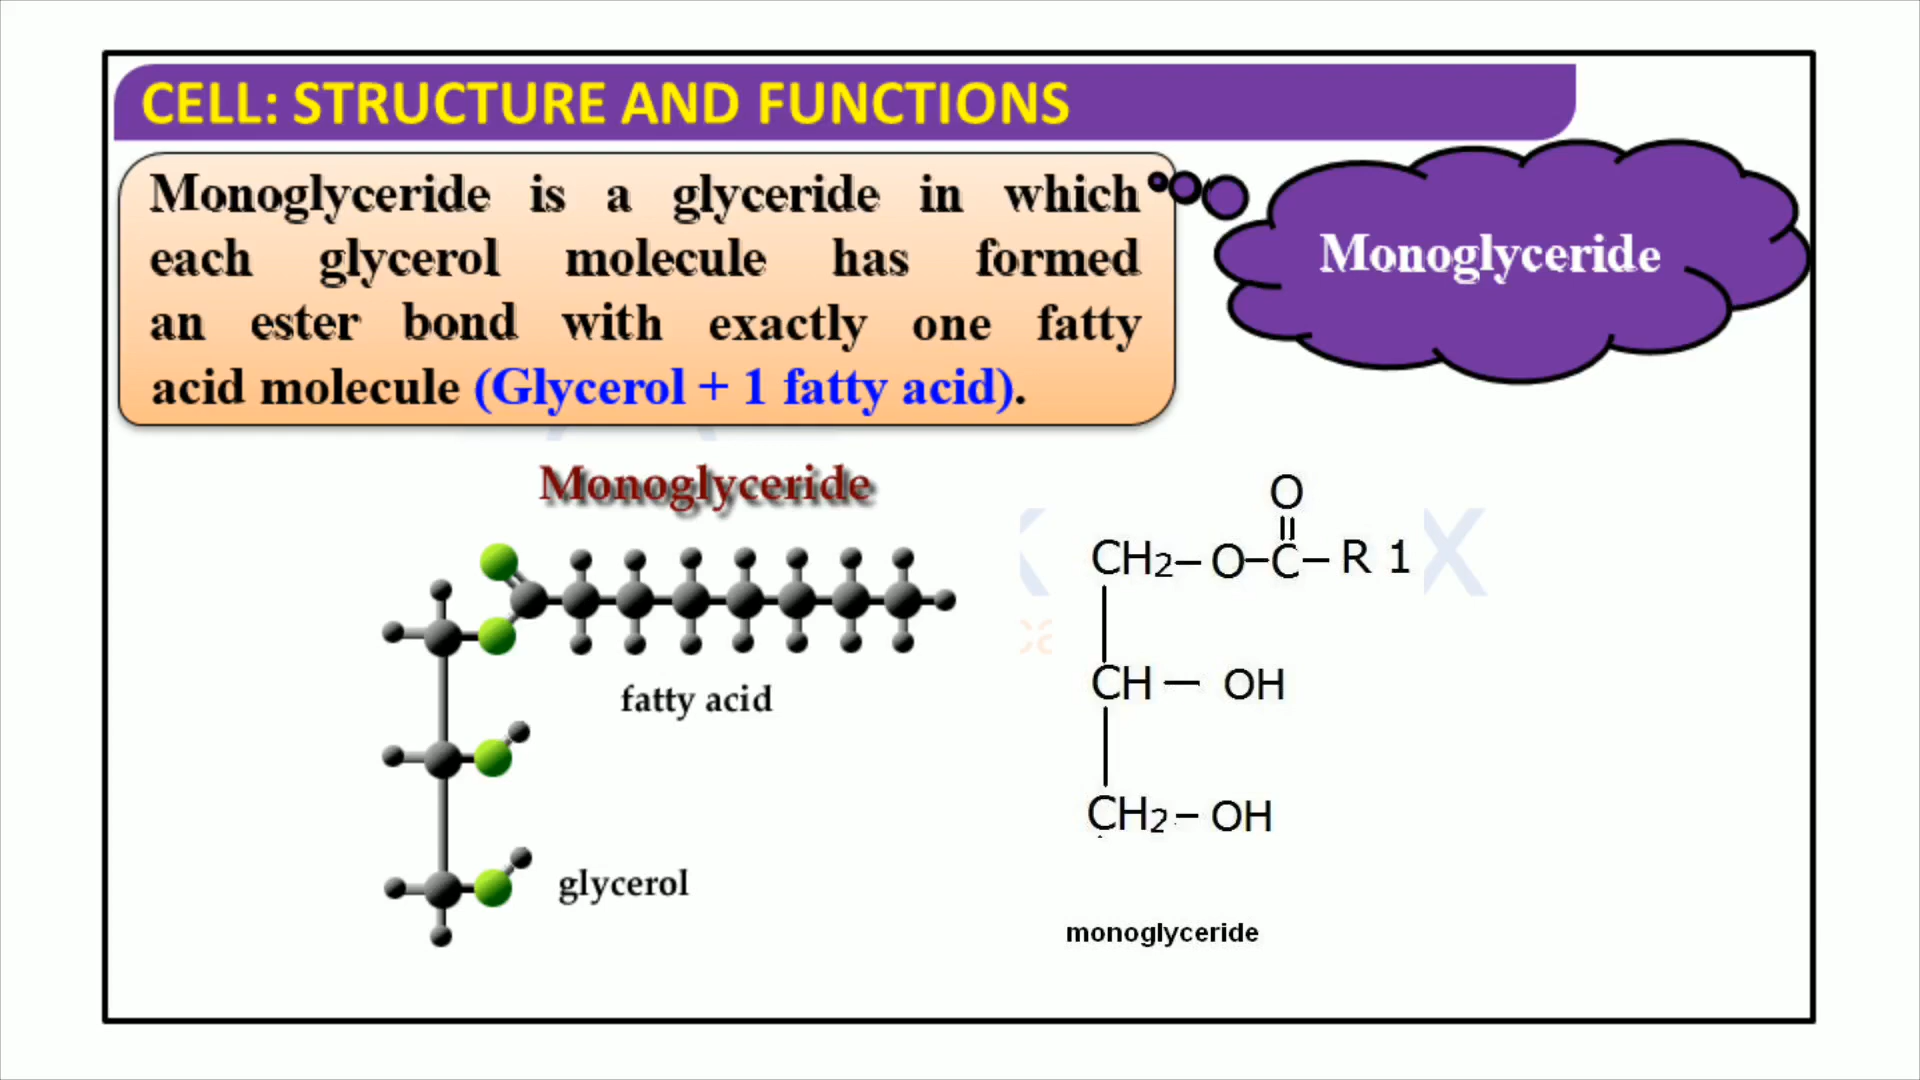 CELL: STRUCTURE AND FUNCTIONS
Monoglyceride is a glyceride in which
each glycerol molecule has formed
an ester bond with exactly one fatty
acid molecule (Glycerol + 1 fatty acid).
Monoglyceride
Monoglyceride
fatty acid
glycerol
O
CH2–O–C–R 1
CH – OH
CH2–OH
monoglyceride